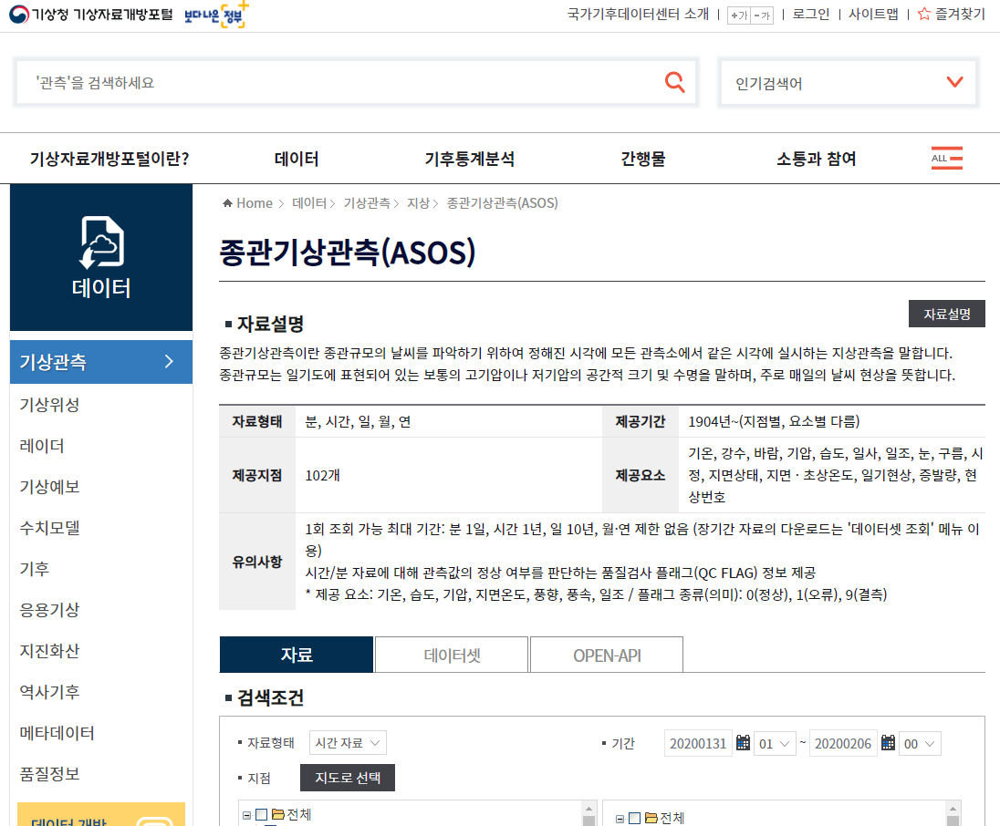 기상청 기상자료개방포털 보다나은 정부
국가기후데이터센터 소개 | +가 -가 | 로그인 | 사이트맵 | 즐겨찾기
'관측'을 검색하세요
인기검색어
기상자료개방포털이란? 데이터 기후통계분석 간행물 소통과 참여 ALL
데이터
기상관측
기상위성
레이더
기상예보
수치모델
기후
응용기상
지진화산
역사기후
메타데이터
품질정보
데이터 개방
Home > 데이터 > 기상관측 > 지상 > 종관기상관측(ASOS)
종관기상관측(ASOS)
자료설명
자료설명
종관기상관측이란 종관규모의 날씨를 파악하기 위하여 정해진 시각에 모든 관측소에서 같은 시각에 실시하는 지상관측을 말합니다.
종관규모는 일기도에 표현되어 있는 보통의 고기압이나 저기압의 공간적 크기 및 수명을 말하며, 주로 매일의 날씨 현상을 뜻합니다.
자료형태 분, 시간, 일, 월, 연 제공기간 1904년~(지점별, 요소별 다름)
제공지점 102개 제공요소 기온, 강수, 바람, 기압, 습도, 일사, 일조, 눈, 구름, 시
정, 지면상태, 지면 · 초상온도, 일기현상, 증발량, 현
상번호
유의사항 1회 조회 가능 최대 기간: 분 1일, 시간 1년, 일 10년, 월·연 제한 없음 (장기간 자료의 다운로드는 '데이터셋 조회' 메뉴 이
용)
시간/분 자료에 대해 관측값의 정상 여부를 판단하는 품질검사 플래그(QC FLAG) 정보 제공
* 제공 요소: 기온, 습도, 기압, 지면온도, 풍향, 풍속, 일조 / 플래그 종류(의미): 0(정상), 1(오류), 9(결측)
자료 데이터셋 OPEN-API
검색조건
자료형태 시간 자료 기간 20200131 01 ~ 20200206 00
지점 지도로 선택
전체 전체